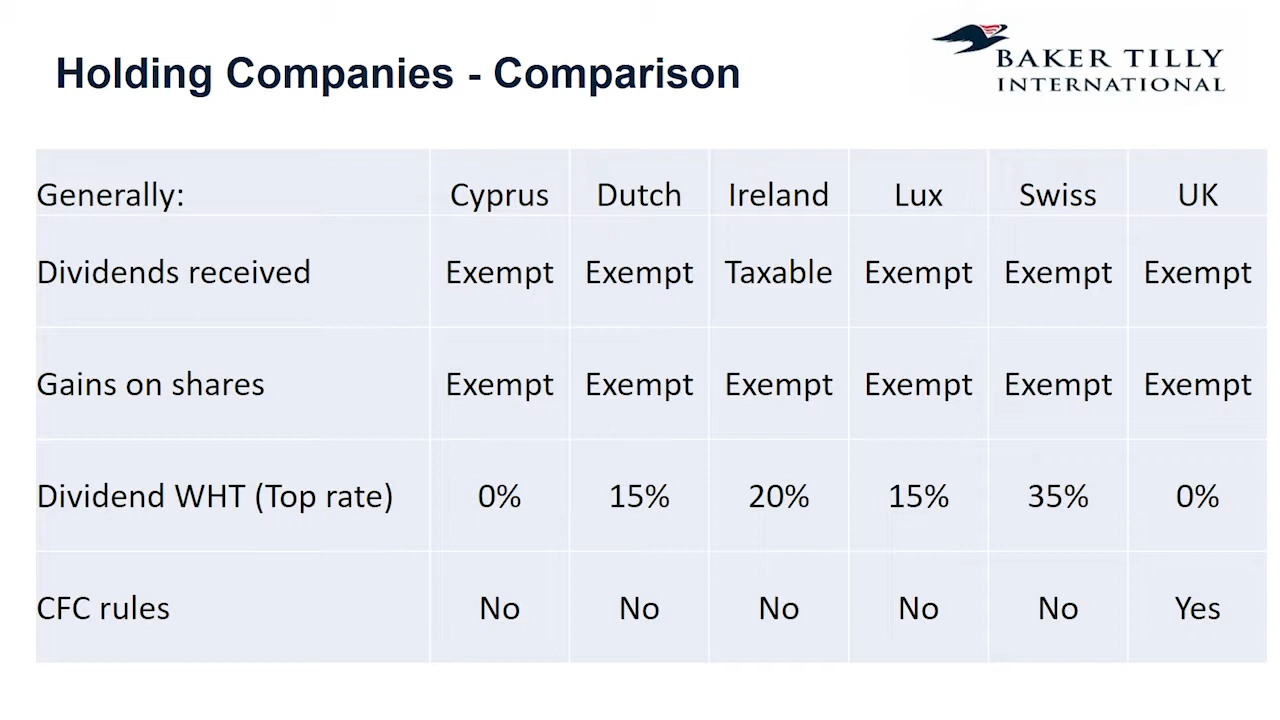 Holding Companies - Comparison
BAKER TILLY
INTERNATIONAL
Generally: Cyprus Dutch Ireland Lux Swiss UK
Dividends received Exempt Exempt Taxable Exempt Exempt Exempt
Gains on shares Exempt Exempt Exempt Exempt Exempt Exempt
Dividend WHT (Top rate) 0% 15% 20% 15% 35% 0%
CFC rules No No No No No Yes